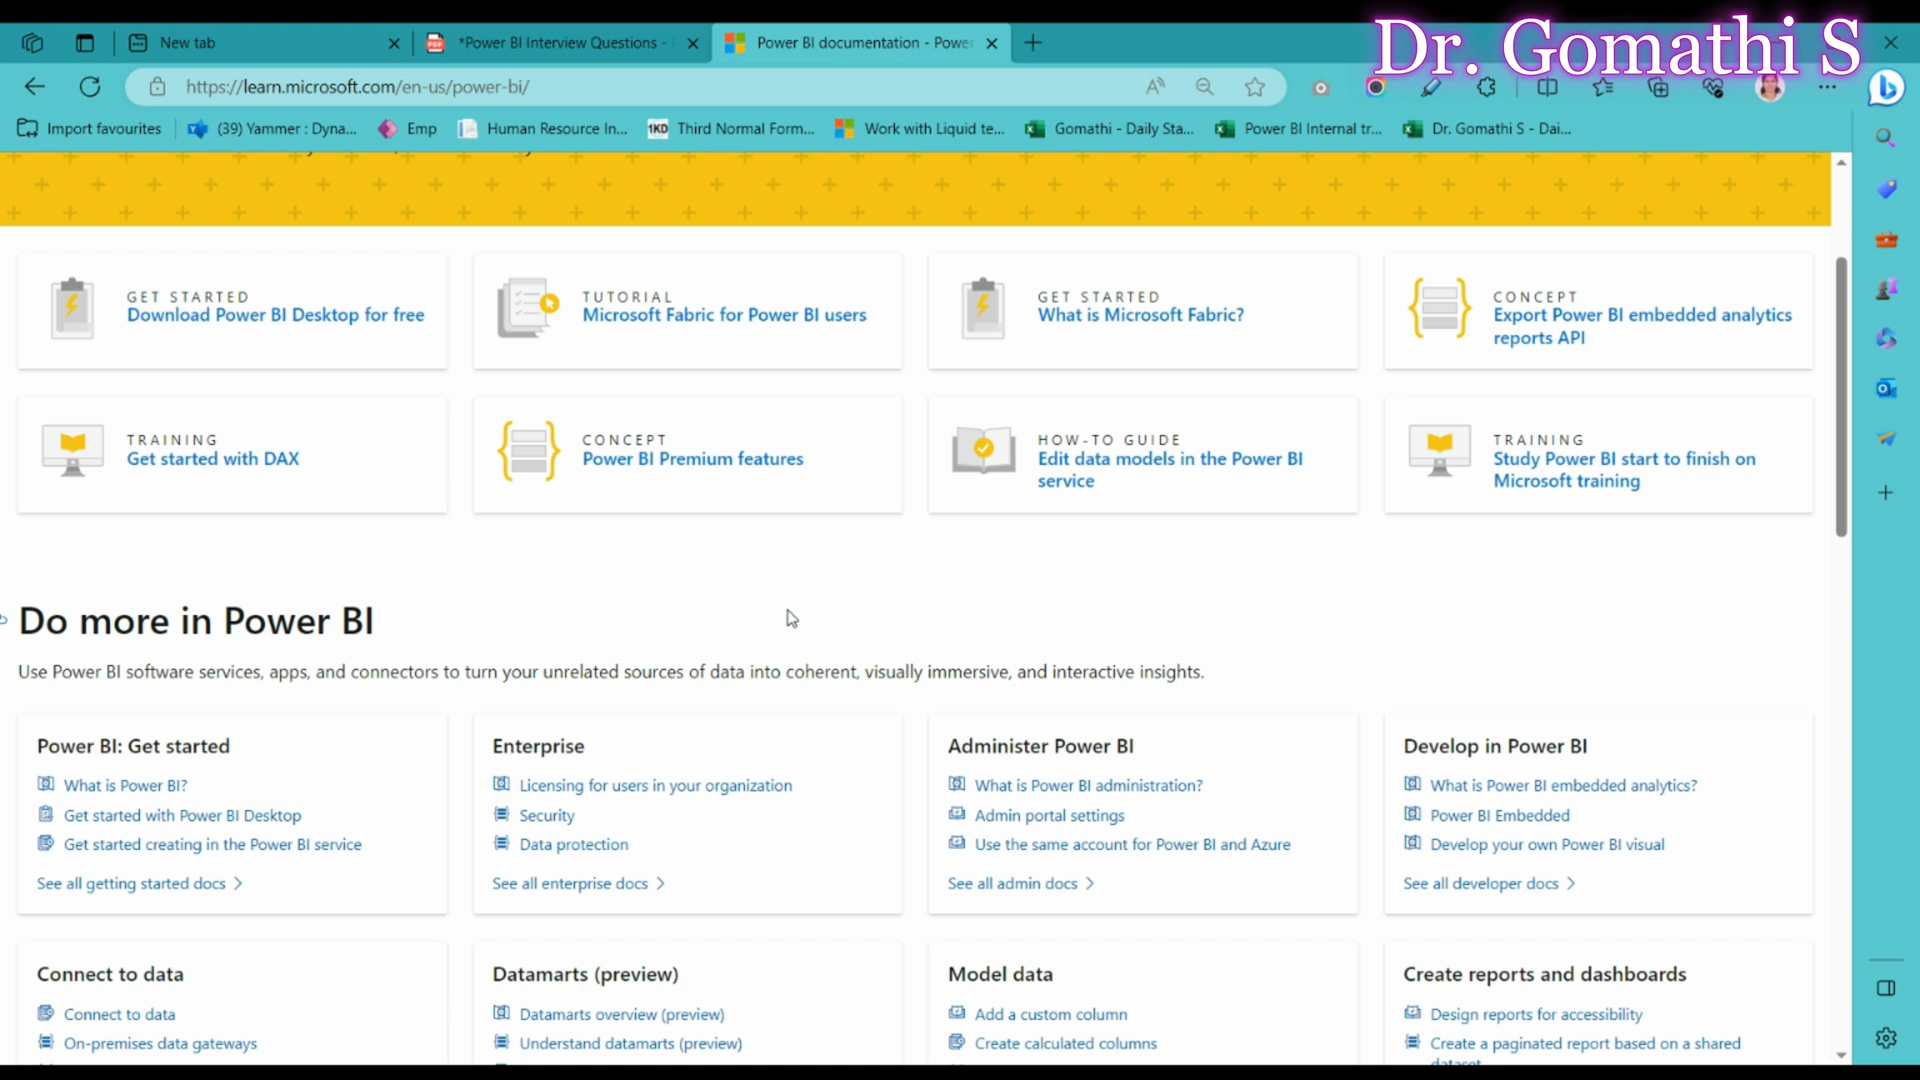 Dr. Gomathi S
New tab
*Power BI Interview Questions -
Power BI documentation - Power
https://learn.microsoft.com/en-us/power-bi/
Import favourites
(39) Yammer : Dyna...
Emp
Human Resource In...
1KD Third Normal Form...
Work with Liquid te...
Gomathi - Daily Sta...
Power BI Internal tr...
Dr. Gomathi S - Dai...
GET STARTED
Download Power BI Desktop for free
TUTORIAL
Microsoft Fabric for Power BI users
GET STARTED
What is Microsoft Fabric?
CONCEPT
Export Power BI embedded analytics
reports API
TRAINING
Get started with DAX
CONCEPT
Power BI Premium features
HOW-TO GUIDE
Edit data models in the Power BI
service
TRAINING
Study Power BI start to finish on
Microsoft training
Do more in Power BI
Use Power BI software services, apps, and connectors to turn your unrelated sources of data into coherent, visually immersive, and interactive insights.
Power BI: Get started
What is Power BI?
Get started with Power BI Desktop
Get started creating in the Power BI service
See all getting started docs
Enterprise
Licensing for users in your organization
Security
Data protection
See all enterprise docs
Administer Power BI
What is Power BI administration?
Admin portal settings
Use the same account for Power BI and Azure
See all admin docs
Develop in Power BI
What is Power BI embedded analytics?
Power BI Embedded
Develop your own Power BI visual
See all developer docs
Connect to data
Connect to data
On-premises data gateways
Datamarts (preview)
Datamarts overview (preview)
Understand datamarts (preview)
Model data
Add a custom column
Create calculated columns
Create reports and dashboards
Design reports for accessibility
Create a paginated report based on a shared
dataset